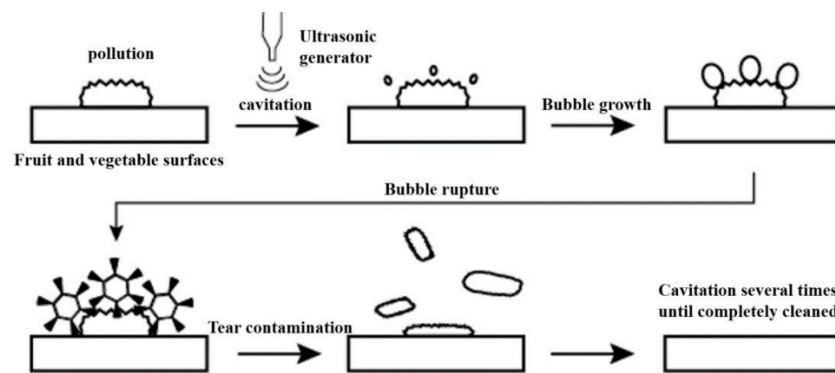 pollution
Ultrasonic
generator
cavitation
Bubble growth
Fruit and vegetable surfaces
Bubble rupture
Tear contamination
Cavitation several times
until completely cleaned